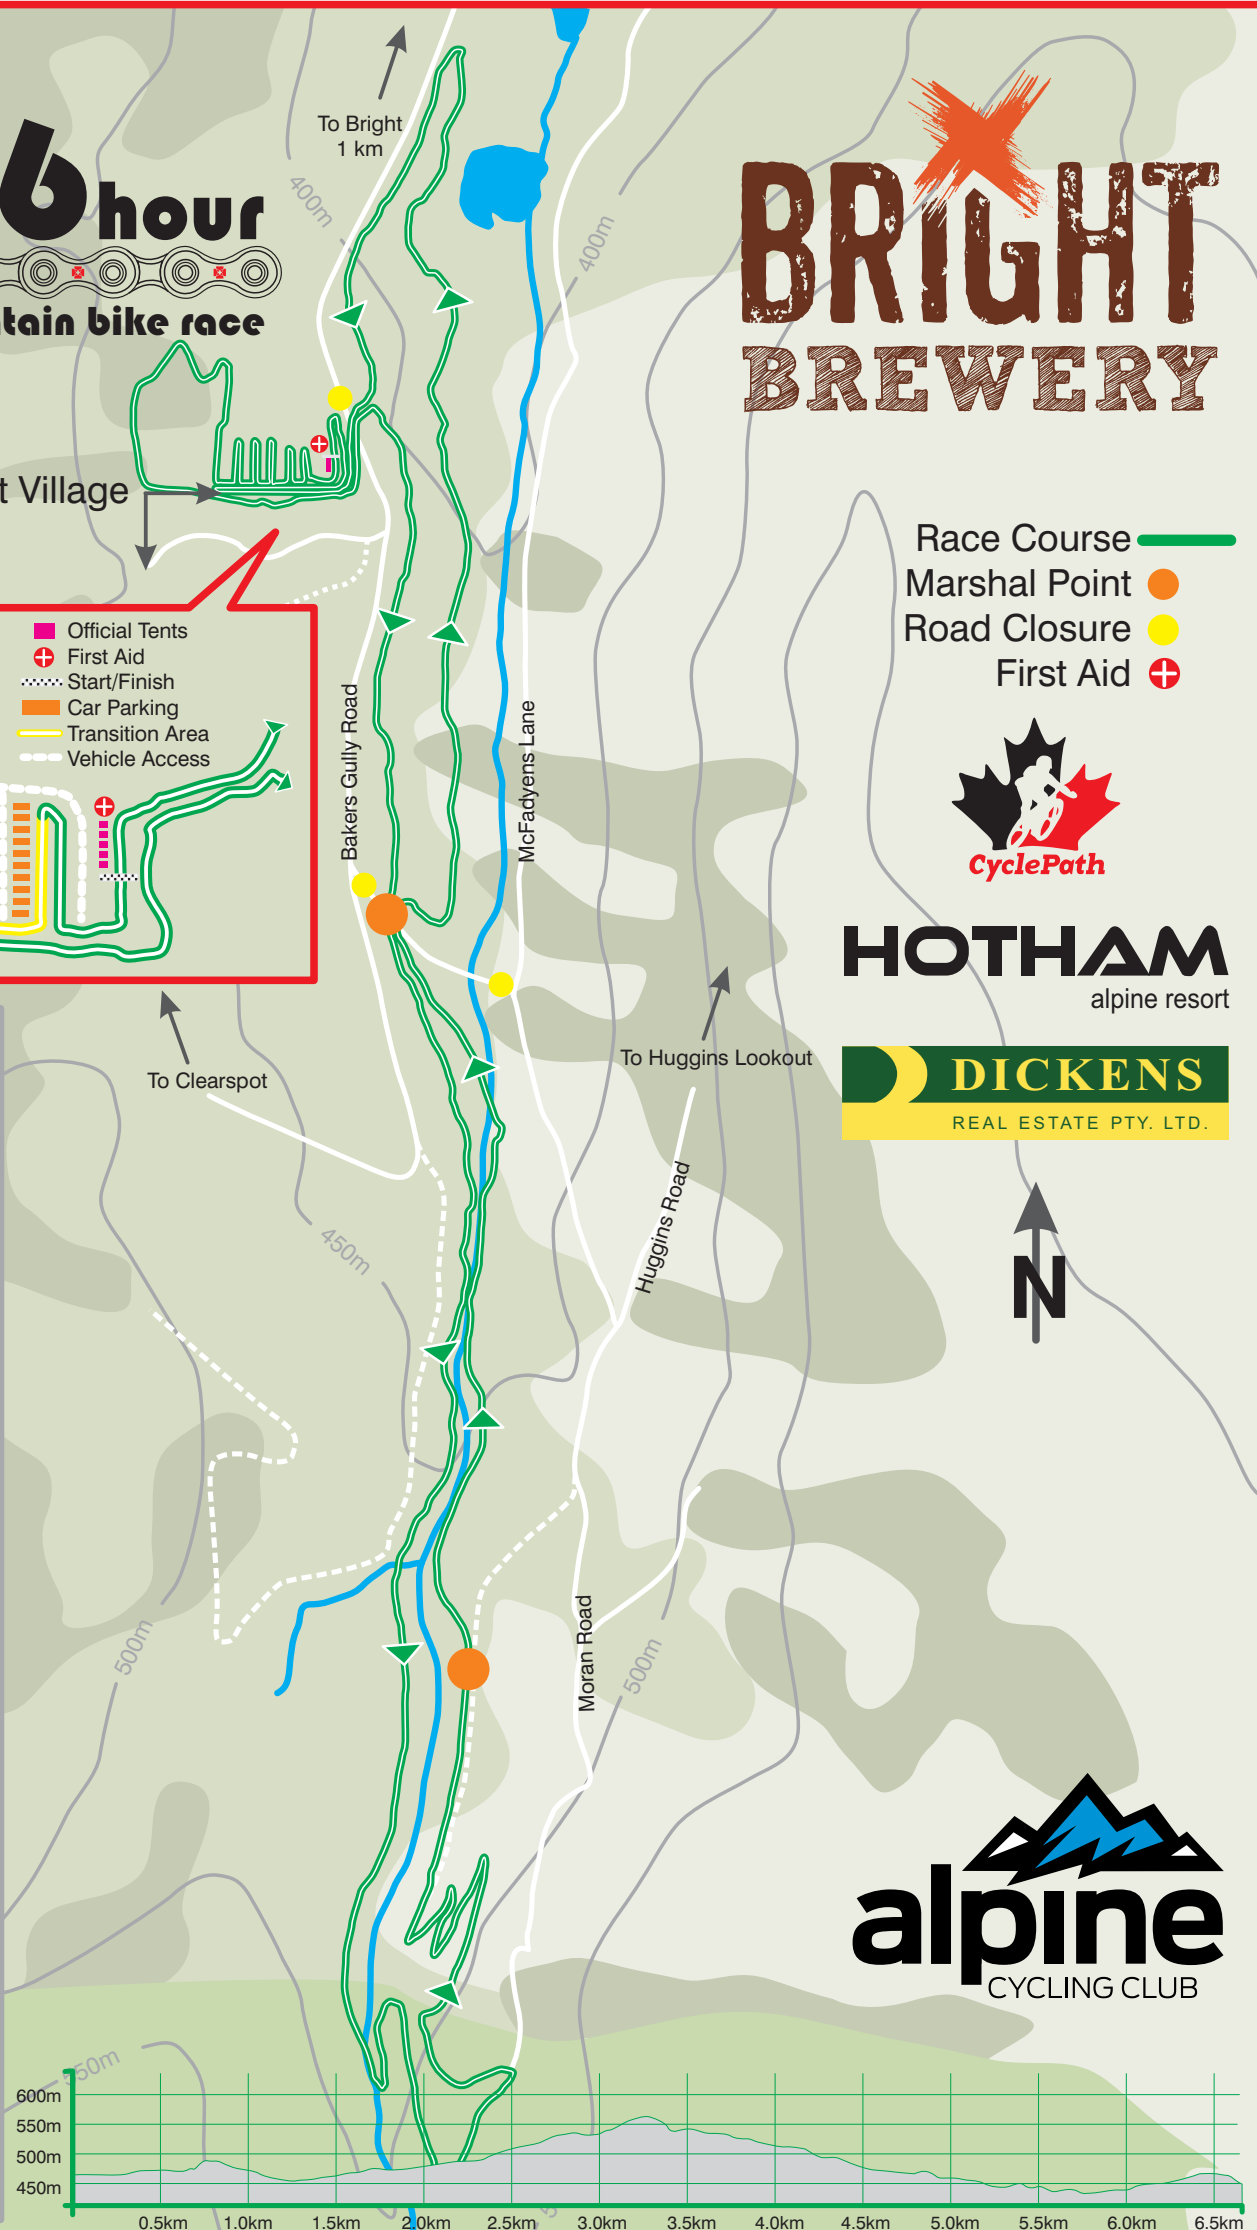 To Bright
1 km
400m
400m
6 hour
tain bike race
BRIGHT
BREWERY
t Village
Race Course
Marshal Point
Road Closure
First Aid
Official Tents
First Aid
Start/Finish
Car Parking
Transition Area
Vehicle Access
Bakers Gully Road
McFadyens Lane
CyclePath
HOTHAM
alpine resort
To Clearspot
To Huggins Lookout
DICKENS
REAL ESTATE PTY. LTD.
Huggins Road
450m
N
500m
Moran Road
500m
alpine
CYCLING CLUB
550m
600m
550m
500m
450m
0.5km 1.0km 1.5km 2.0km 2.5km 3.0km 3.5km 4.0km 4.5km 5.0km 5.5km 6.0km 6.5km